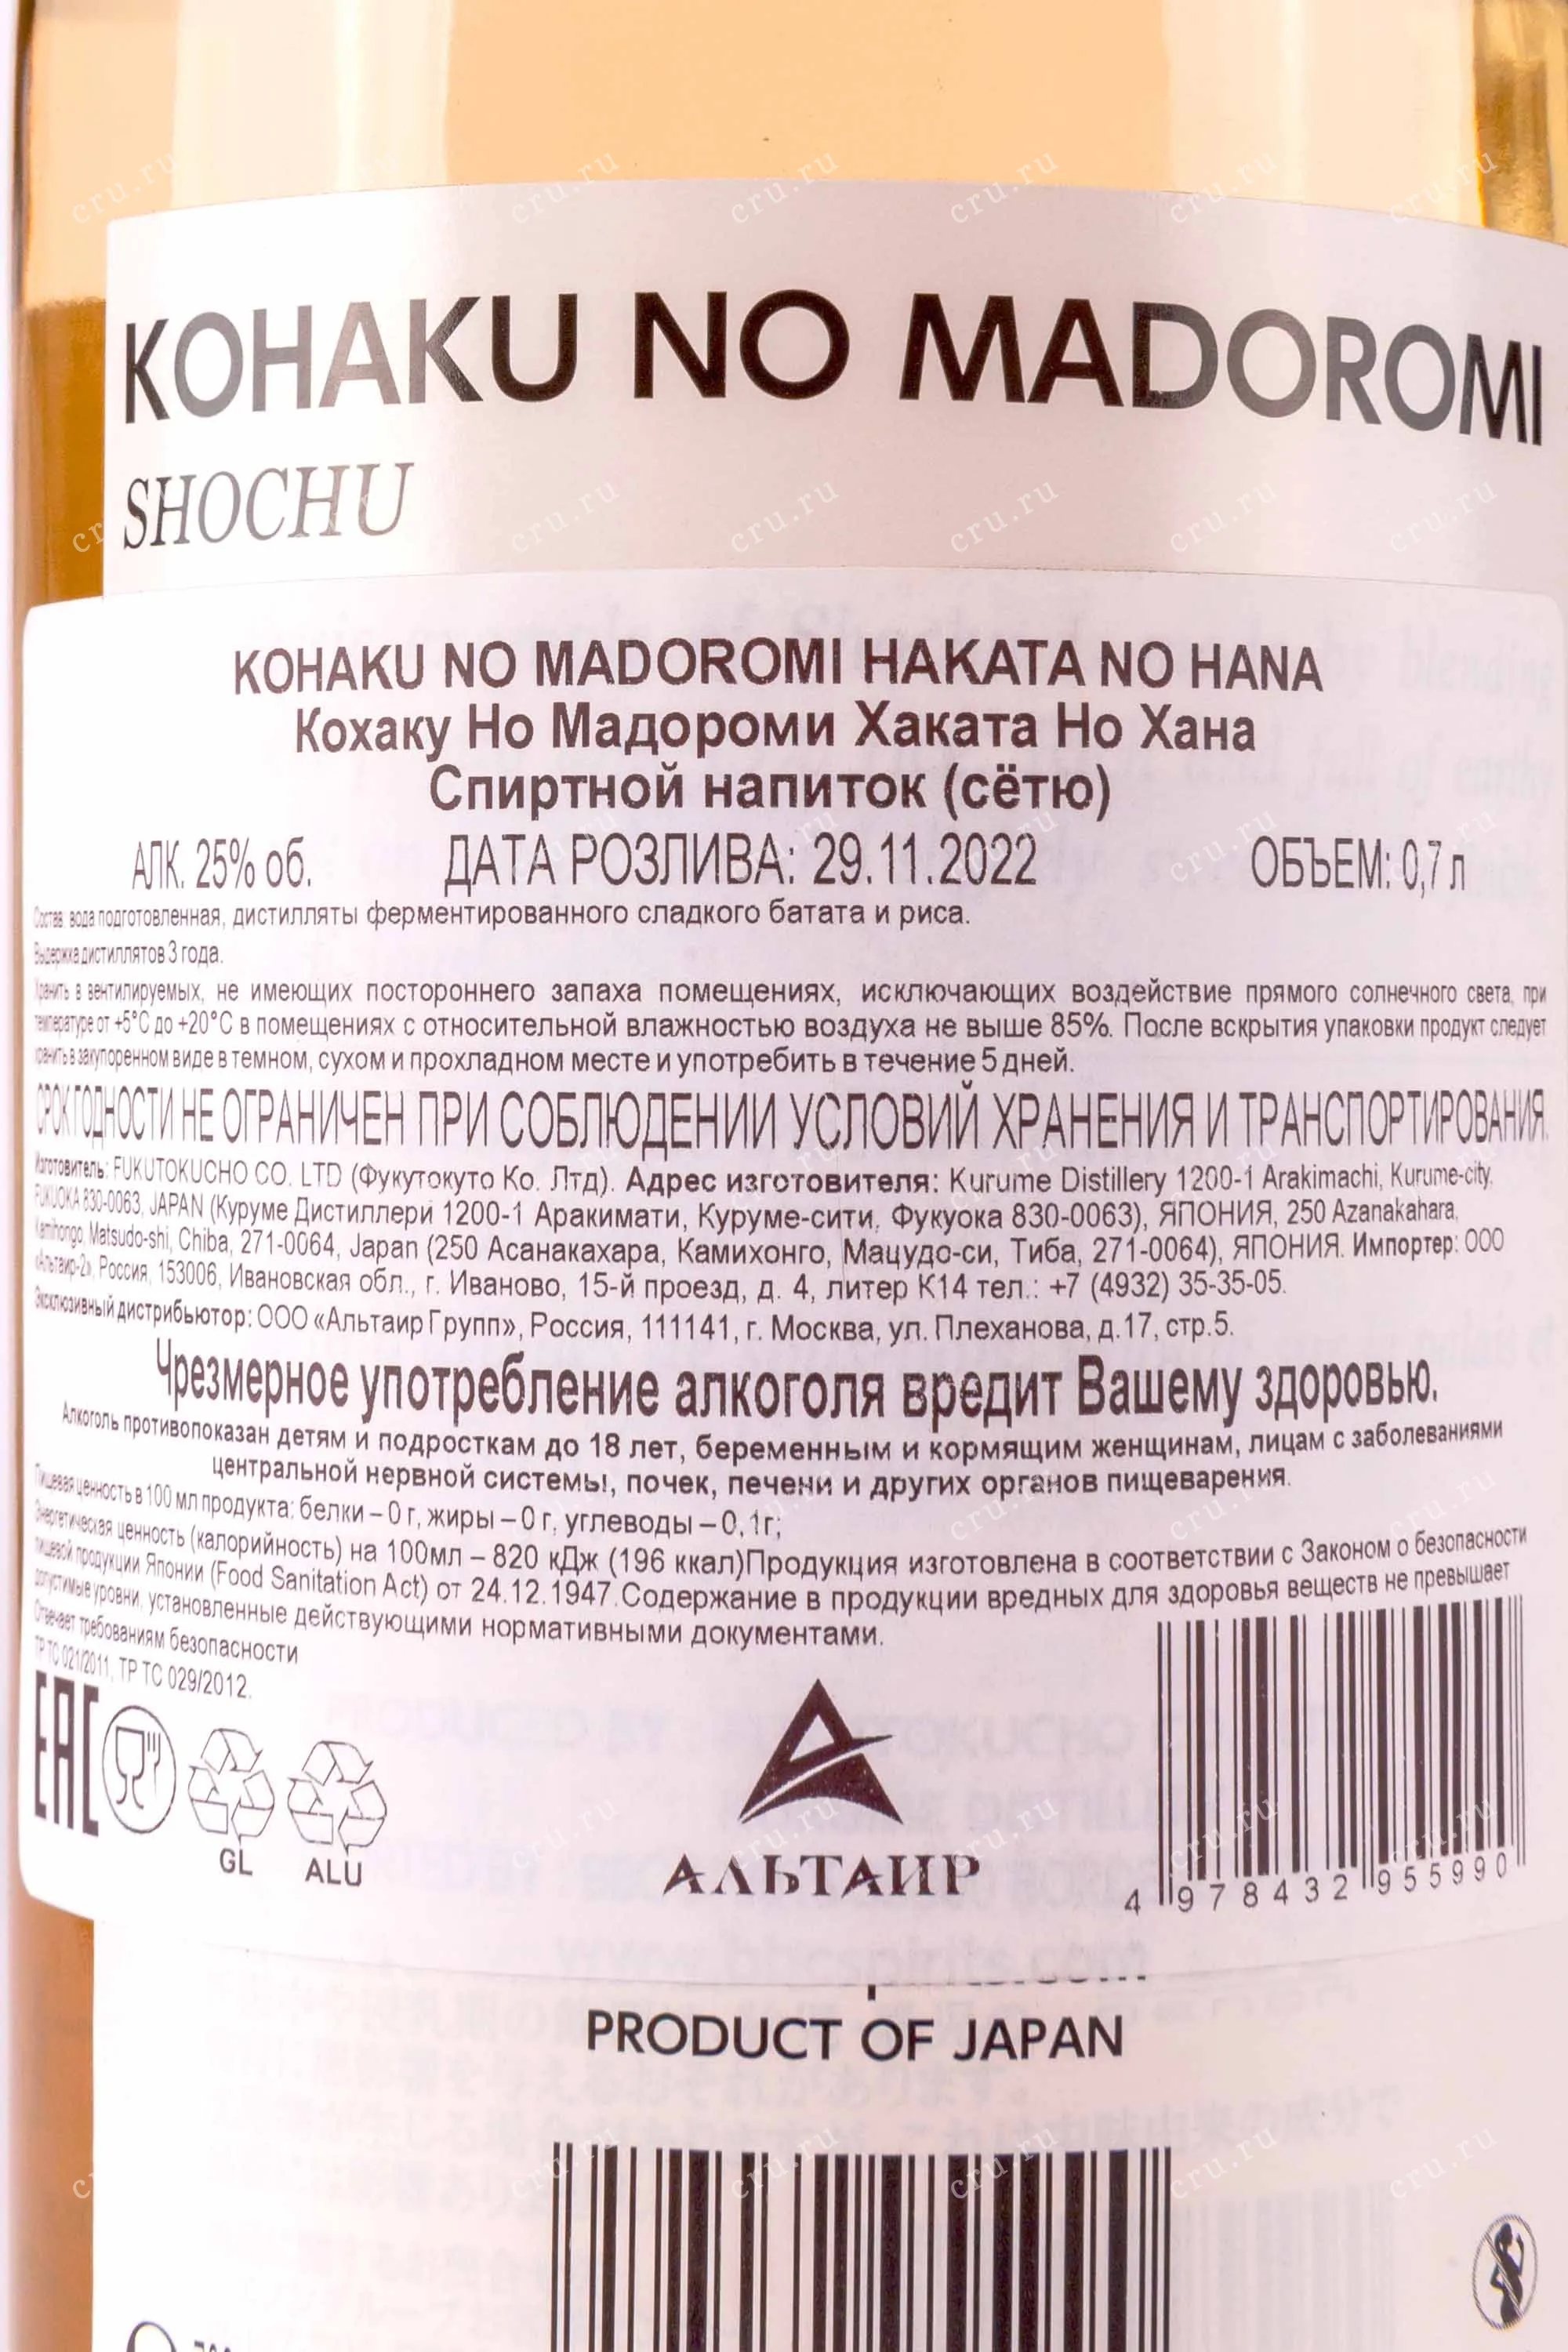 KOHAKU NO MADOROMI
SHOCHU
KOHAKU NO MADOROMI HAKATA NO HANA
Кохаку Но Мадороми Хаката Но Хана
Спиртной напиток (сётю)
АЛК. 25% об. ДАТА РОЗЛИВА: 29.11.2022 ОБЪЕМ: 0,7 л
Состав: вода подготовленная, дистилляты ферментированного сладкого батата и риса.
Выдержка дистиллятов 3 года.
Хранить в вентилируемых, не имеющих постороннего запаха помещениях, исключающих воздействие прямого солнечного света, при
температуре от +5°С до +20°С в помещениях с относительной влажностью воздуха не выше 85%. После вскрытия упаковки продукт следует
хранить в закупоренном виде в темном, сухом и прохладном месте и употребить в течение 5 дней.
СРОК ГОДНОСТИ НЕ ОГРАНИЧЕН ПРИ СОБЛЮДЕНИИ УСЛОВИЙ ХРАНЕНИЯ И ТРАНСПОРТИРОВАНИЯ.
Изготовитель: FUKUTOKUCHO CO. LTD (Фукутокуто Ко. Лтд). Адрес изготовителя: Kurume Distillery 1200-1 Arakimachi, Kurume-city,
FUKUOKA 830-0063, JAPAN (Куруме Дистиллери 1200-1 Аракимати, Куруме-сити, Фукуока 830-0063), ЯПОНИЯ, 250 Azanakahara,
Kamihongo, Matsudo-shi, Chiba, 271-0064, Japan (250 Асанакахара, Камихонго, Мацудо-си, Тиба, 271-0064), ЯПОНИЯ. Импортер: ООО
«Альтаир-2», Россия, 153006, Ивановская обл., г. Иваново, 15-й проезд, д. 4, литер К14 тел.: +7 (4932) 35-35-05.
Эксклюзивный дистрибьютор: ООО «Альтаир Групп», Россия, 111141, г. Москва, ул. Плеханова, д.17, стр.5.
Чрезмерное употребление алкоголя вредит Вашему здоровью.
Алкоголь противопоказан детям и подросткам до 18 лет, беременным и кормящим женщинам, лицам с заболеваниями
центральной нервной системы, почек, печени и других органов пищеварения.
Пищевая ценность в 100 мл продукта: белки – 0 г, жиры – 0 г, углеводы – 0,1г;
Энергетическая ценность (калорийность) на 100мл – 820 кДж (196 ккал)Продукция изготовлена в соответствии с Законом о безопасности
пищевой продукции Японии (Food Sanitation Act) от 24.12.1947.Содержание в продукции вредных для здоровья веществ не превышает
допустимые уровни, установленные действующими нормативными документами.
Отвечает требованиям безопасности
ТР ТС 021/2011, ТР ТС 029/2012.
EAC
GL ALU
АЛЬТАИР
4 978432 955990
PRODUCT OF JAPAN
cru.ru